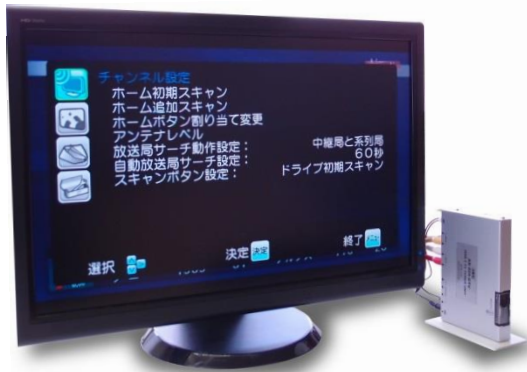 チャンネル設定
ホーム初期スキャン
ホーム追加スキャン
ホームボタン割り当て変更
アンテナレベル
放送局サーチ動作設定： 中継局と系列局
自動放送局サーチ設定： 60秒
スキャンボタン設定： ドライブ初期スキャン
選択 決定 決定 終了